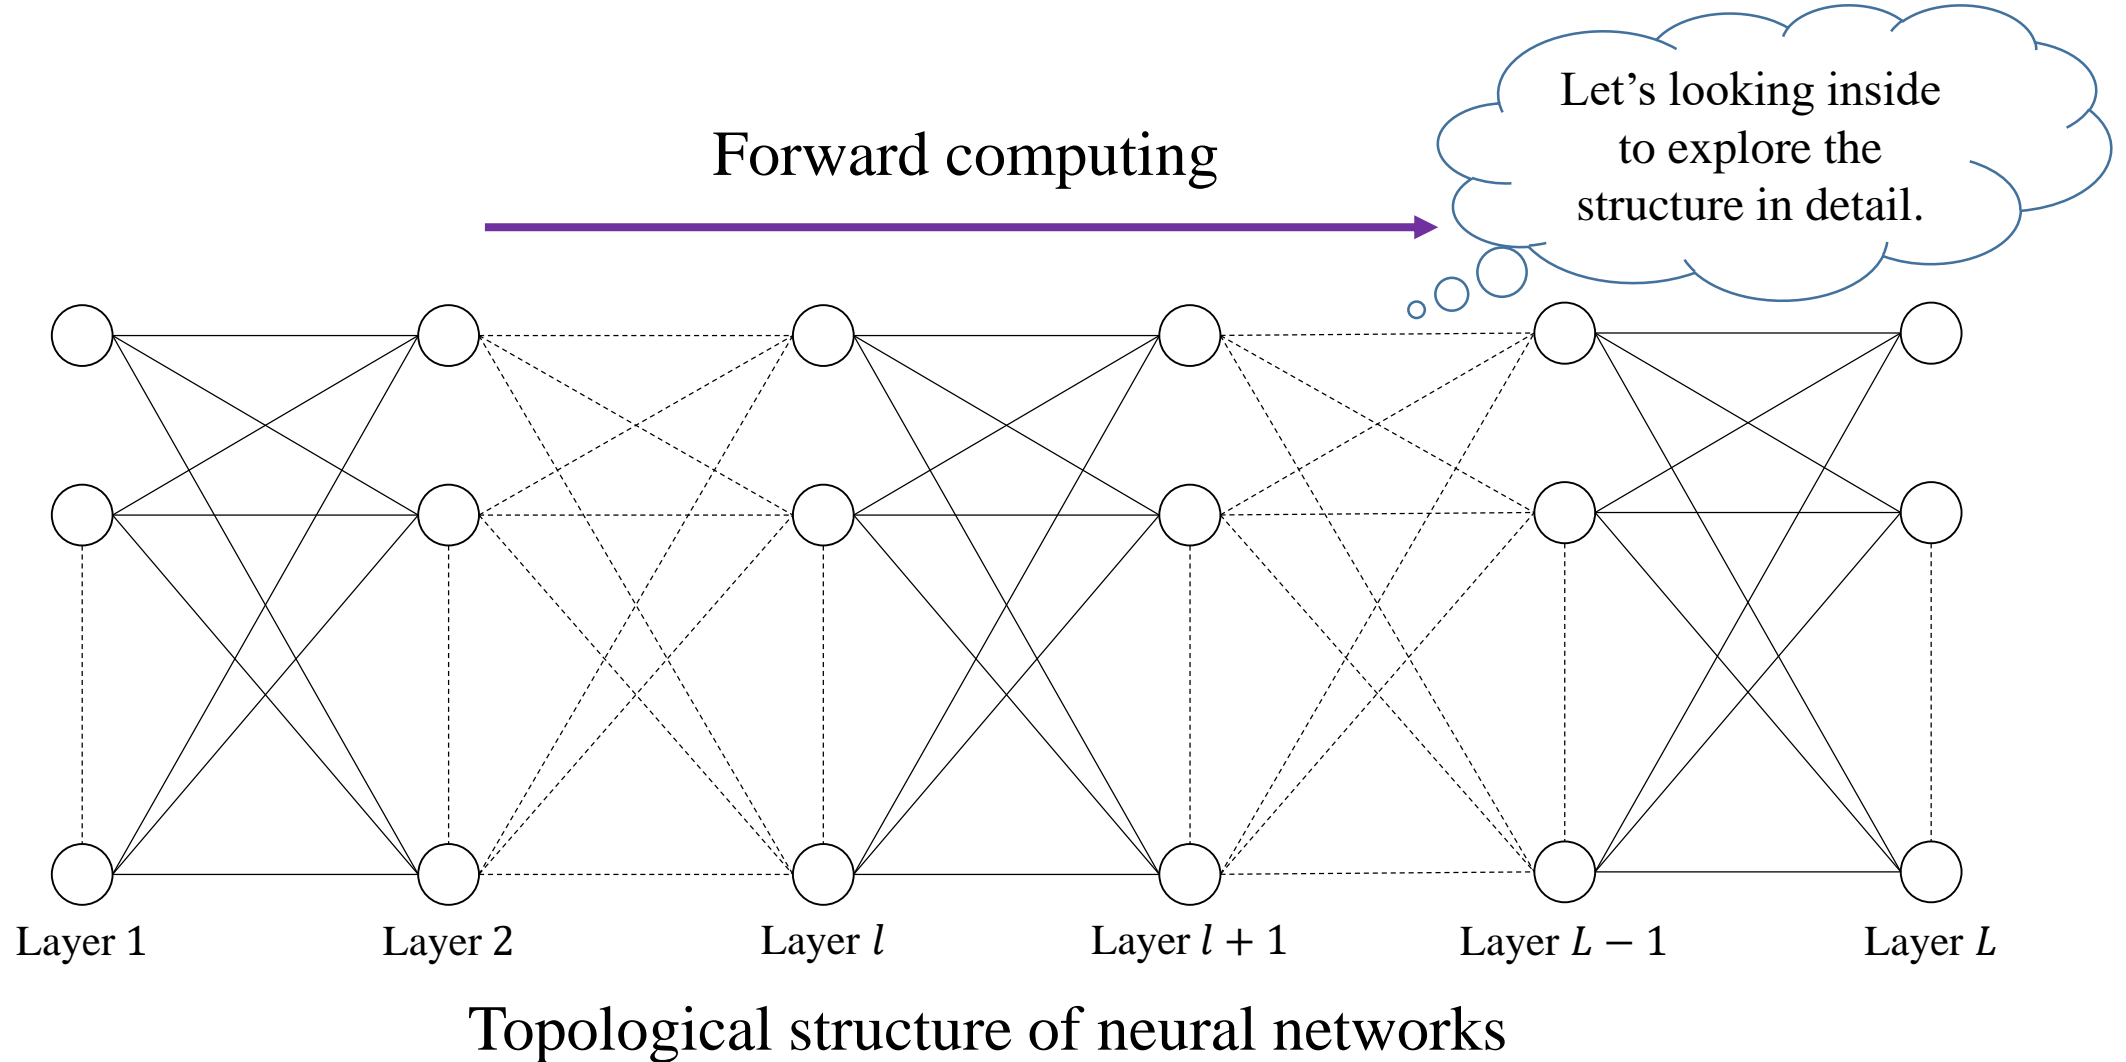 Let’s looking inside
to explore the
structure in detail.
Forward computing
Layer 1
Layer 2
Layer l
Layer l + 1
Layer L − 1
Layer L
Topological structure of neural networks